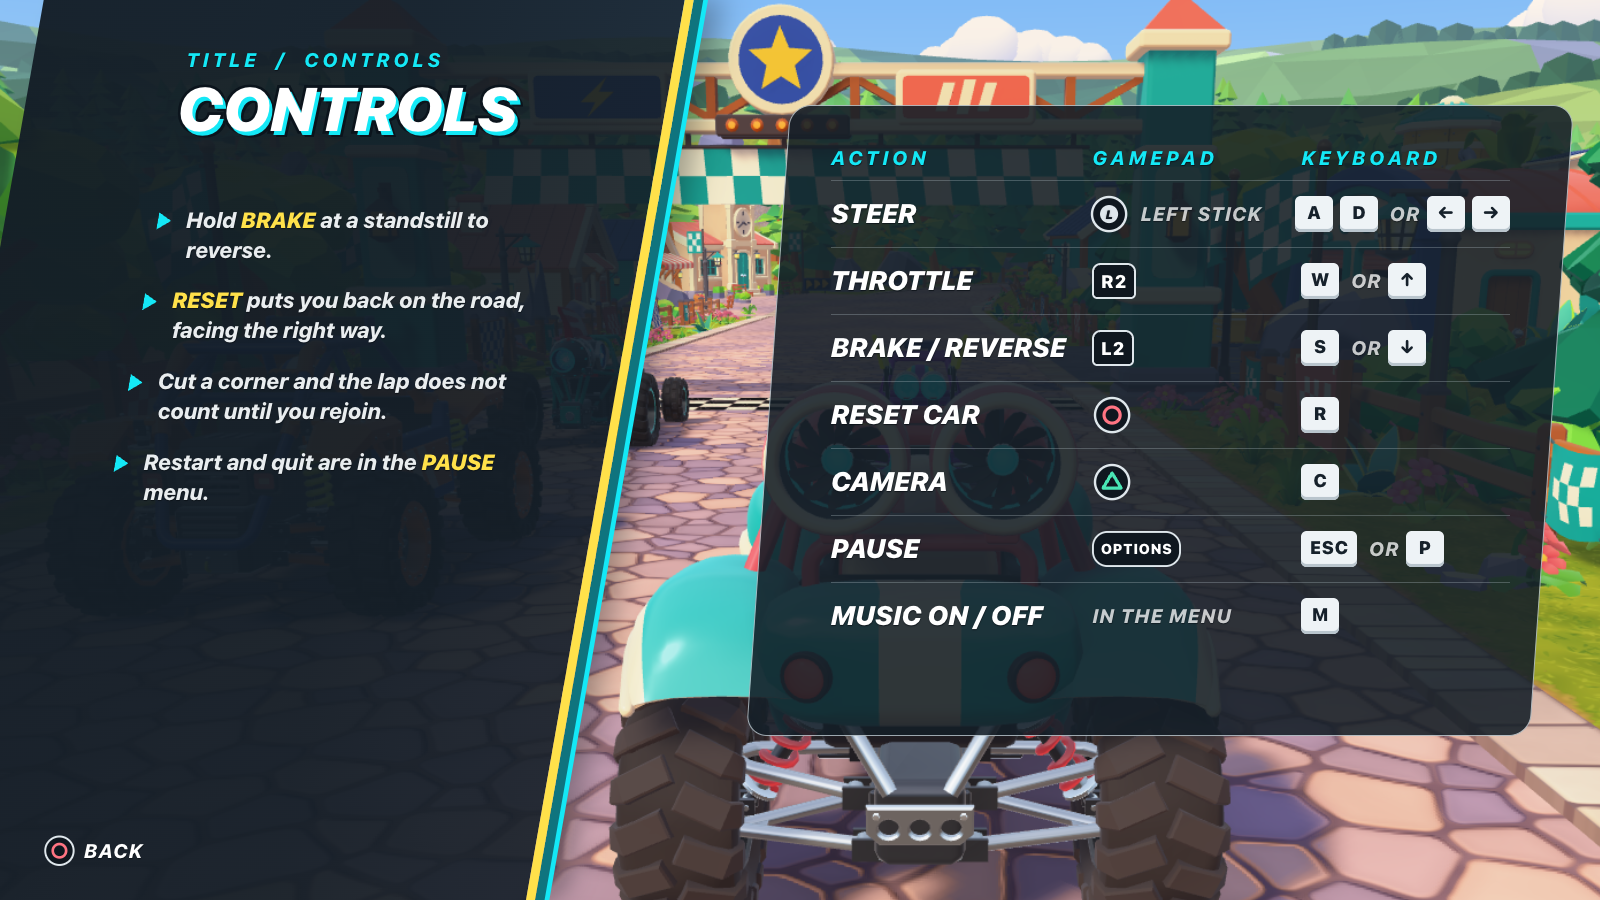 TITLE / CONTROLS
CONTROLS
Hold BRAKE at a standstill to
reverse.
RESET puts you back on the road,
facing the right way.
Cut a corner and the lap does not
count until you rejoin.
Restart and quit are in the PAUSE
menu.
BACK
ACTION GAMEPAD KEYBOARD
STEER L LEFT STICK A D OR ← →
THROTTLE R2 W OR ↑
BRAKE / REVERSE L2 S OR ↓
RESET CAR R
CAMERA C
PAUSE OPTIONS ESC OR P
MUSIC ON / OFF IN THE MENU M